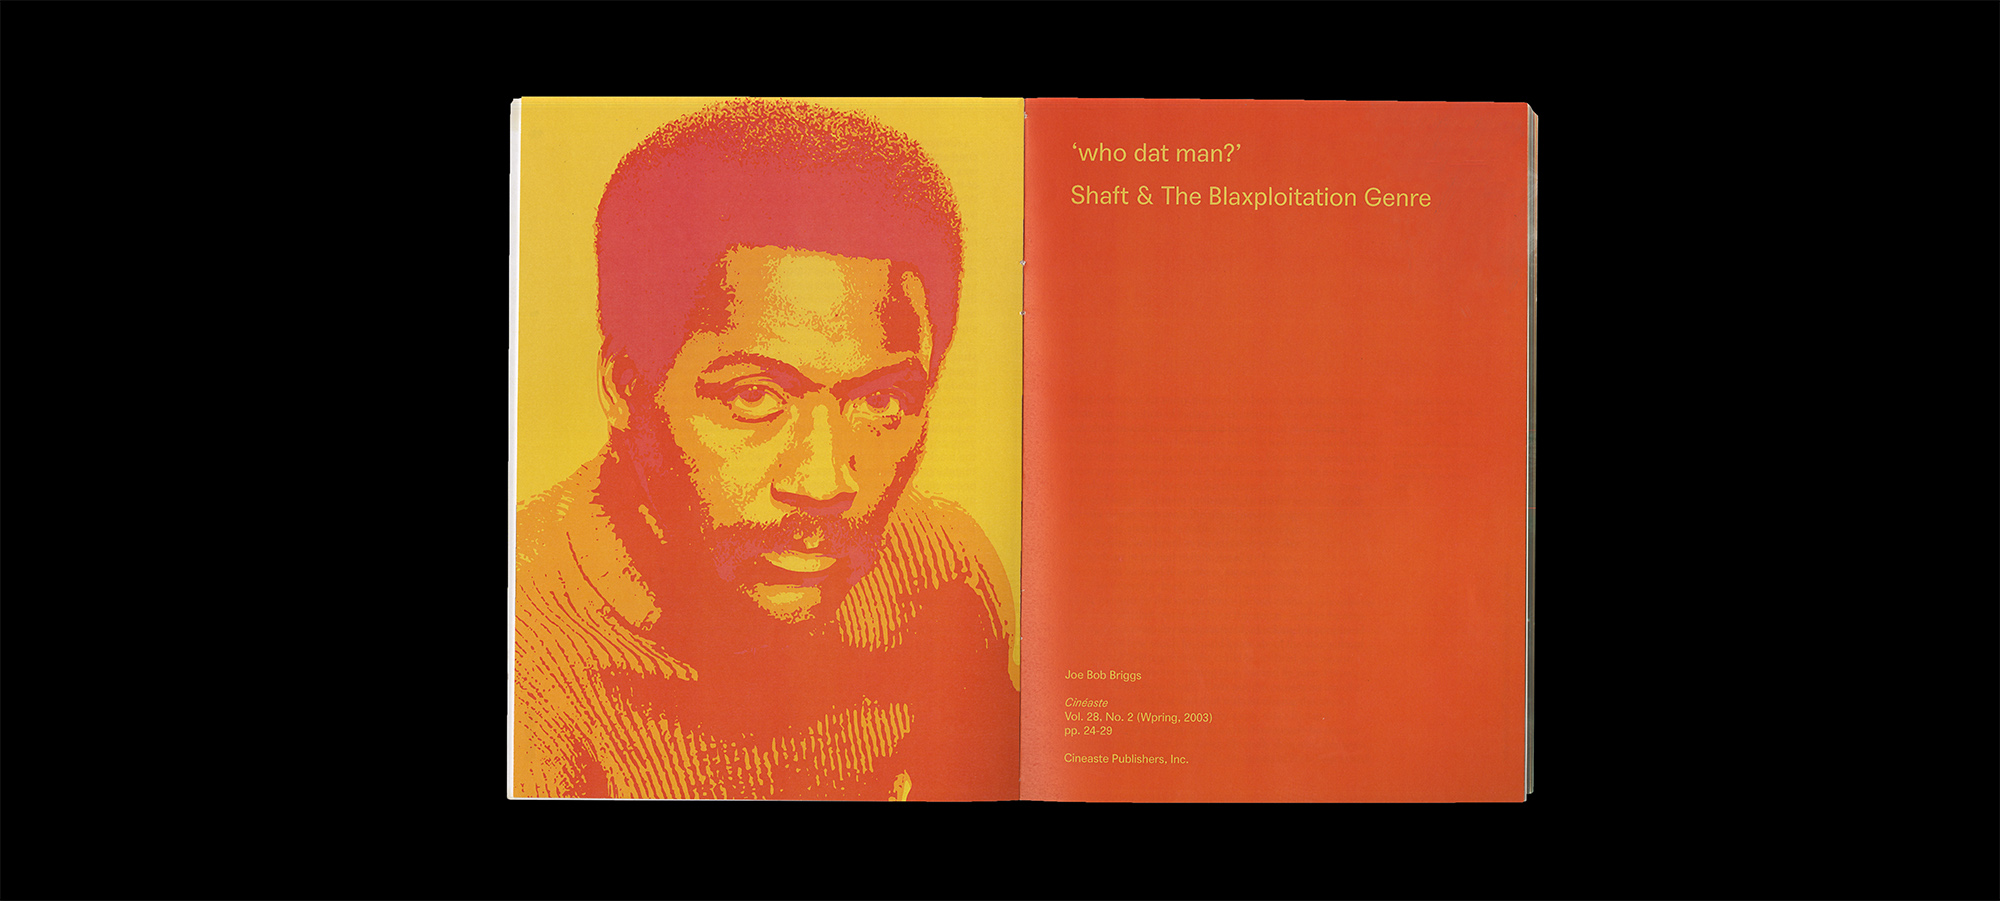 ‘who dat man?’
Shaft & The Blaxploitation Genre
Joe Bob Briggs
Cinéaste
Vol. 28, No. 2 (Wpring, 2003)
pp. 24-29
Cineaste Publishers, Inc.